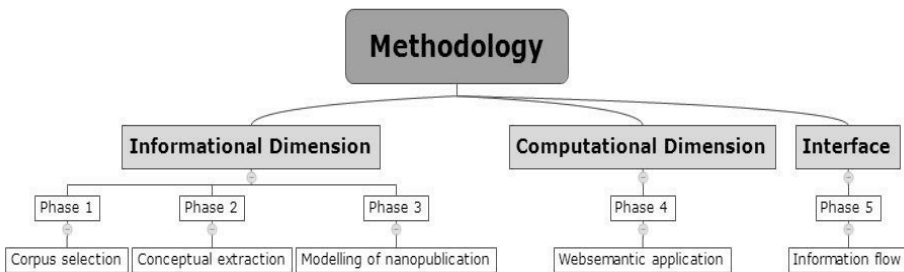 Methodology
Informational Dimension
Computational Dimension
Interface
Phase 1
Phase 2
Phase 3
Phase 4
Phase 5
Corpus selection
Conceptual extraction
Modelling of nanopublication
Websemantic application
Information flow